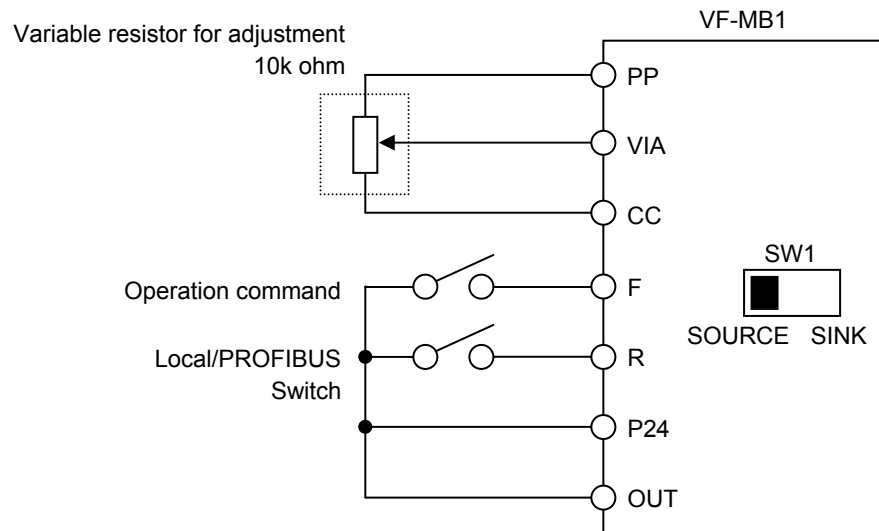 VF-MB1
Variable resistor for adjustment
10k ohm
PP
VIA
CC
SW1
SOURCE SINK
Operation command
F
Local/PROFIBUS
Switch
R
P24
OUT